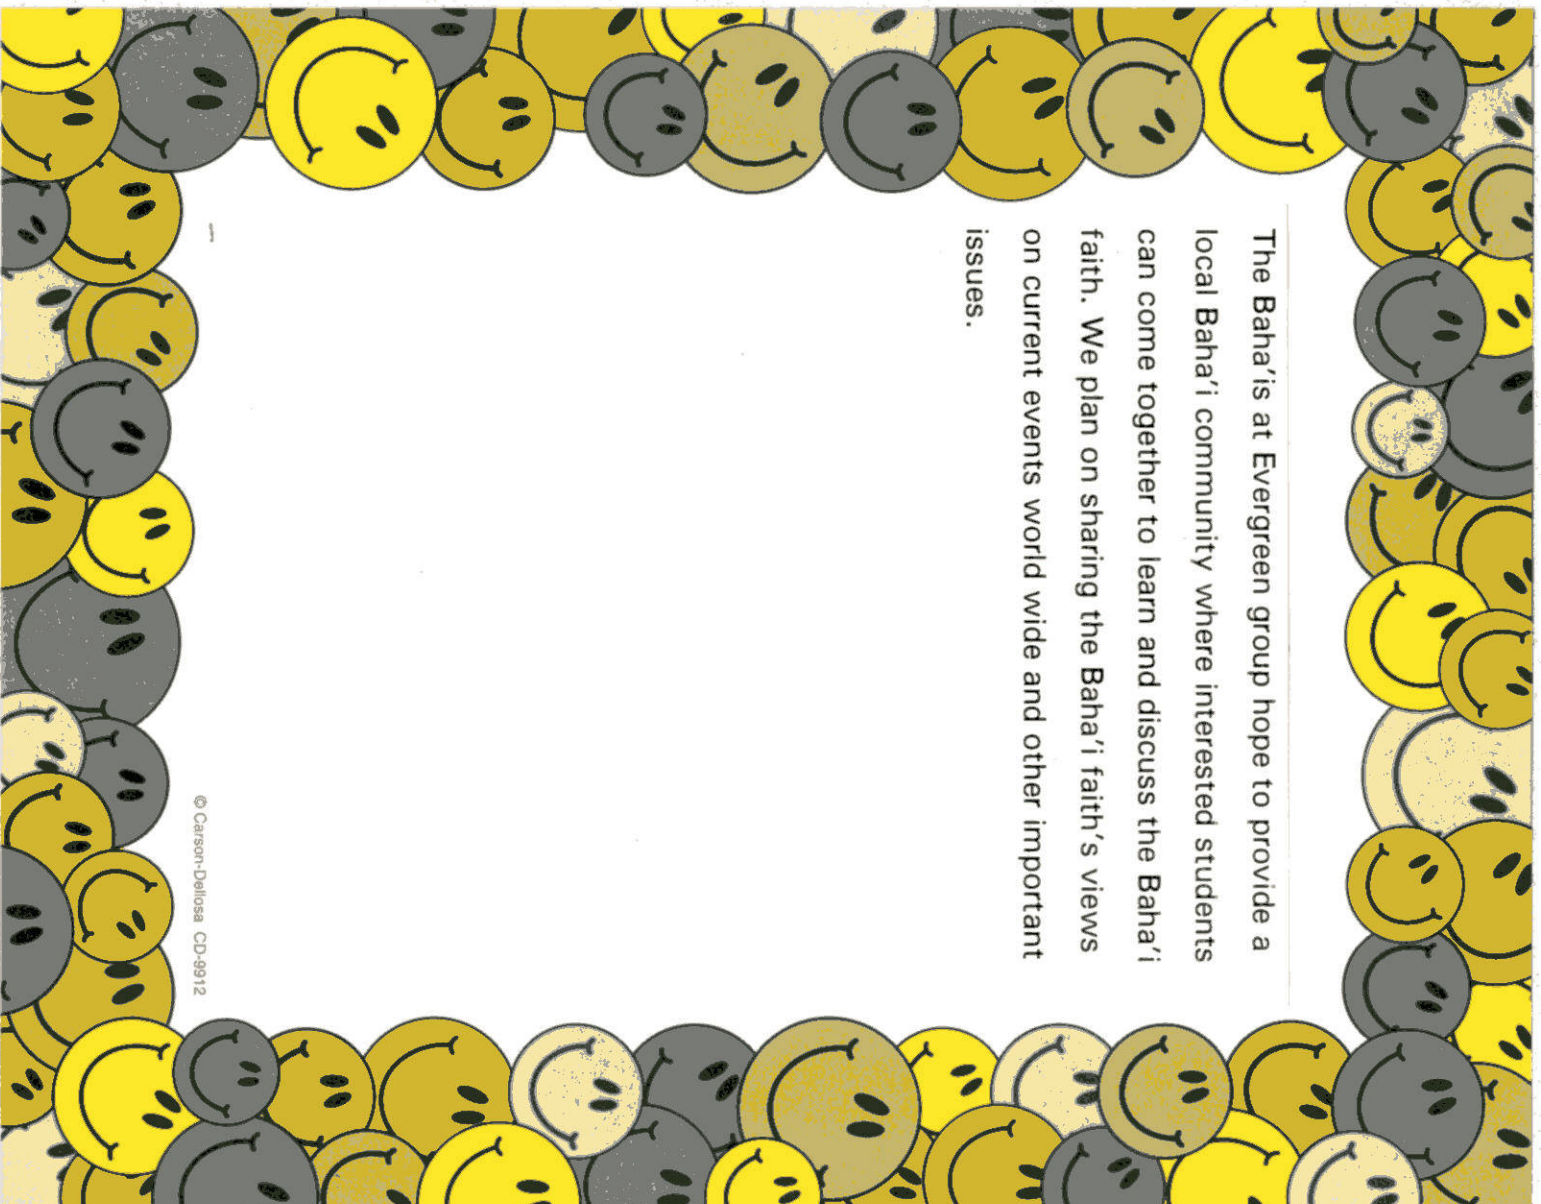 The Baha'is at Evergreen group hope to provide a
local Baha'i community where interested students
can come together to learn and discuss the Baha'i
faith. We plan on sharing the Baha'i faith's views
on current events world wide and other important
issues.
© Carson-Dellosa CD-9912